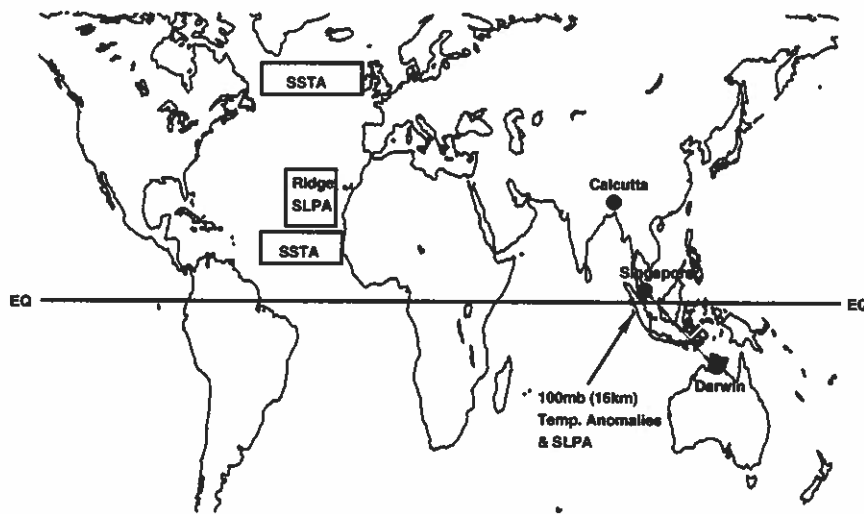 SSTA
Ridge
SLPA
Calcutta
SSTA
Singapore
EQ
EQ
100mb (16km)
Temp. Anomalies
& SLPA
Darwin